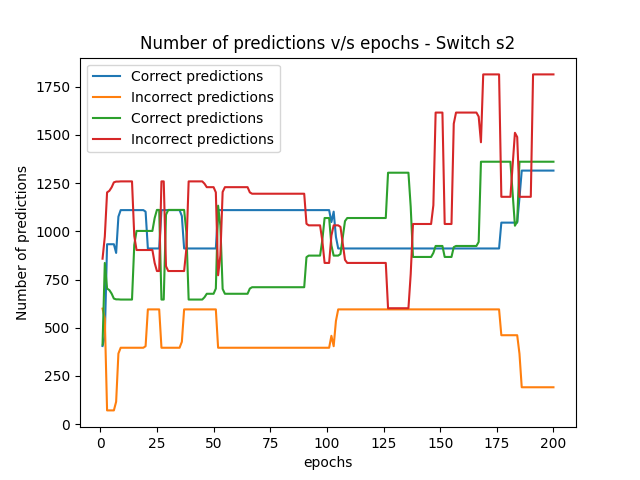 Number of predictions v/s epochs - Switch s2
Correct predictions
Incorrect predictions
Correct predictions
Incorrect predictions
Number of predictions
1750
1500
1250
1000
750
500
250
0
0 25 50 75 100 125 150 175 200
epochs